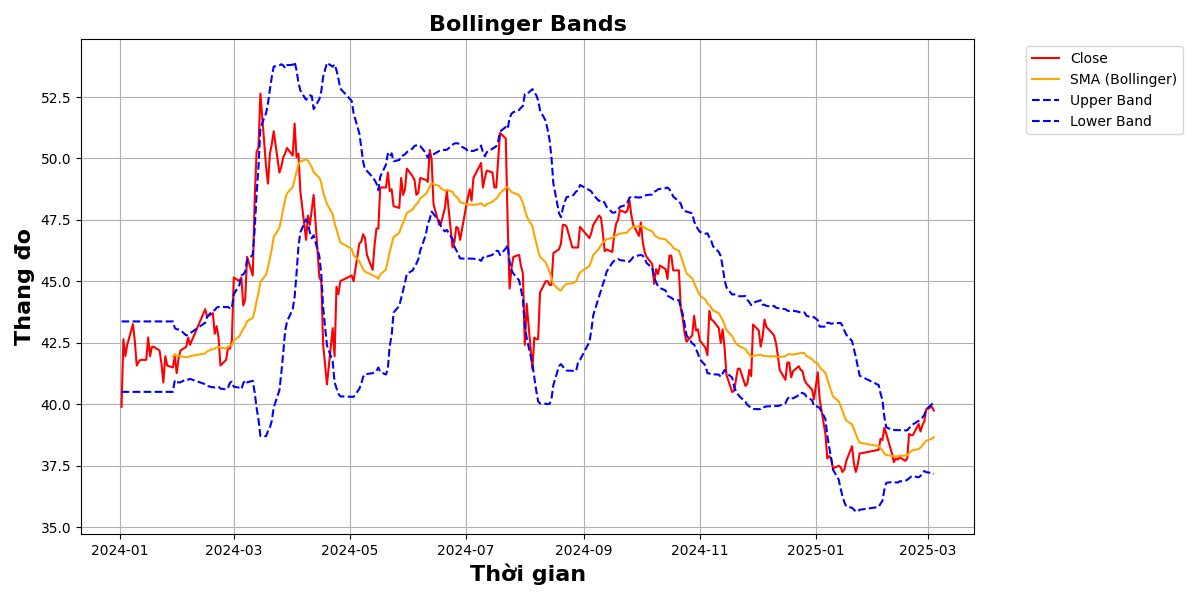 Bollinger Bands
Close
SMA (Bollinger)
Upper Band
Lower Band
Thang đo
52.5
50.0
47.5
45.0
42.5
40.0
37.5
35.0
2024-01 2024-03 2024-05 2024-07 2024-09 2024-11 2025-01 2025-03
Thời gian